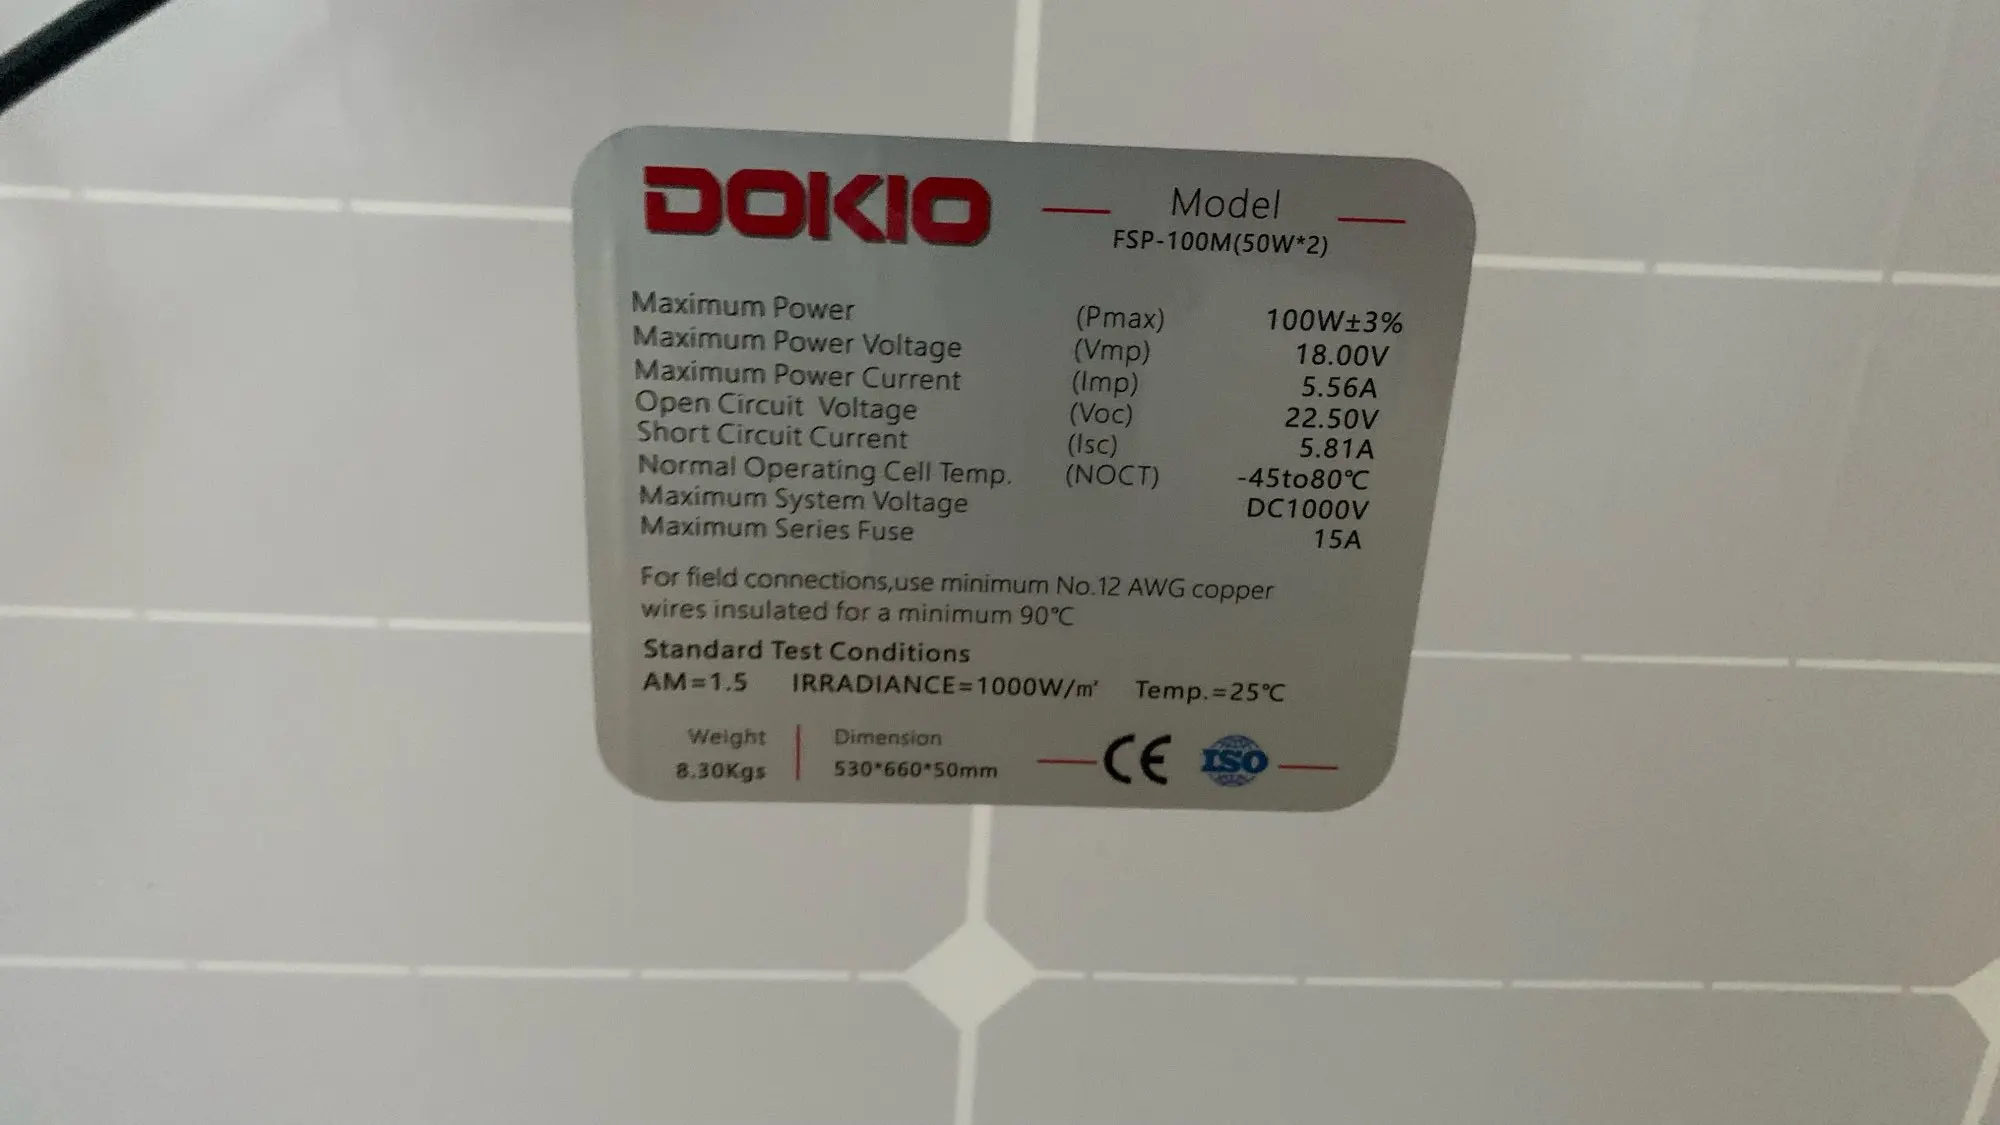 DOKIO
Model
FSP-100M(50W*2)
Maximum Power (Pmax) 100W±3%
Maximum Power Voltage (Vmp) 18.00V
Maximum Power Current (Imp) 5.56A
Open Circuit Voltage (Voc) 22.50V
Short Circuit Current (Isc) 5.81A
Normal Operating Cell Temp. (NOCT) -45to80℃
Maximum System Voltage DC1000V
Maximum Series Fuse 15A
For field connections,use minimum No.12 AWG copper
wires insulated for a minimum 90℃
Standard Test Conditions
AM=1.5 IRRADIANCE=1000W/㎡ Temp.=25℃
Weight Dimension
8.30Kgs 530*660*50mm
CE ISO